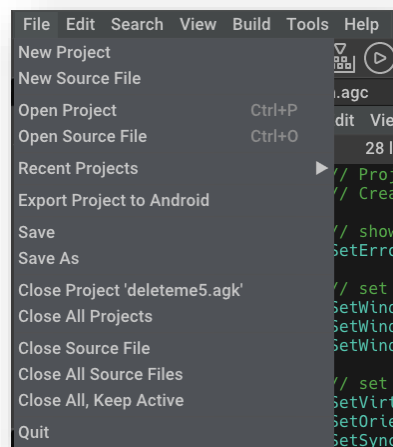 File Edit Search View Build Tools Help
New Project
New Source File
.agc
Open Project Ctrl+P
Open Source File Ctrl+O
dit Vie
28 l
Recent Projects
// Proj
// Crea
Export Project to Android
Save
// show
SetErro
Save As
Close Project 'deleteme5.agk'
// set
Close All Projects
SetWind
SetWind
Close Source File
SetWind
Close All Source Files
// set
Close All, Keep Active
SetVirt
SetOrie
Quit
SetSync